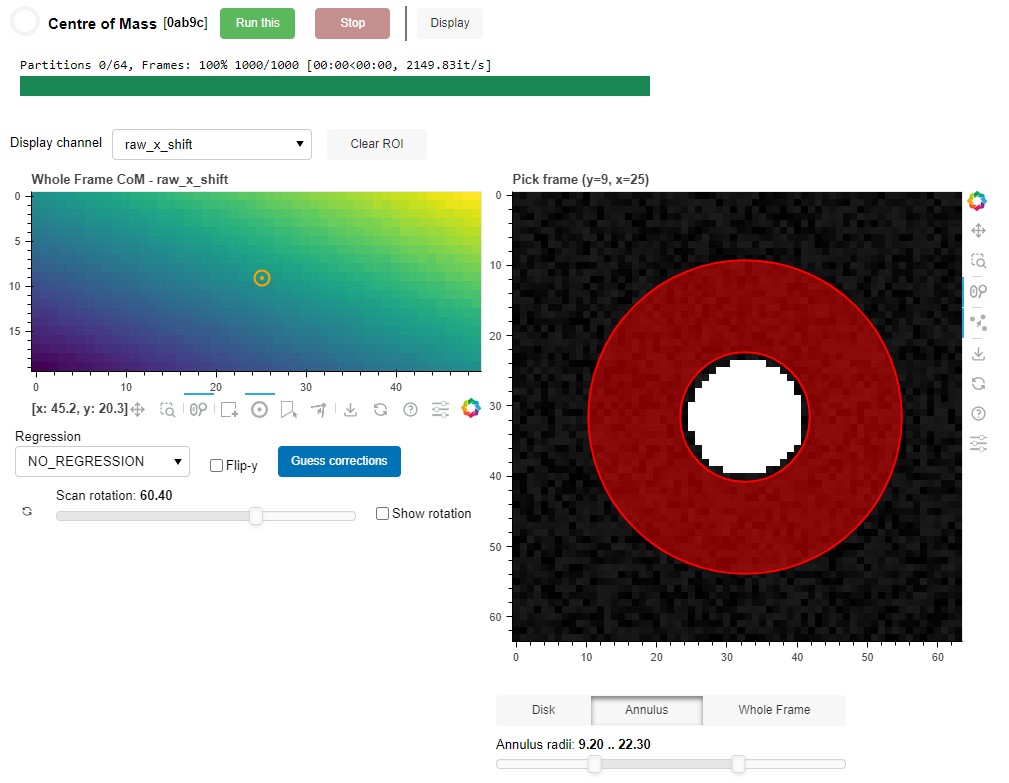 Centre of Mass [0ab9c] Run this Stop Display
Partitions 0/64, Frames: 100% 1000/1000 [00:00<00:00, 2149.83it/s]
Display channel raw_x_shift Clear ROI
Whole Frame CoM - raw_x_shift
0
5
10
15
0 10 20 30 40
[x: 45.2, y: 20.3]
Regression
NO_REGRESSION Flip-y Guess corrections
Scan rotation: 60.40
Show rotation
Pick frame (y=9, x=25)
0
10
20
30
40
50
60
0 10 20 30 40 50 60
Disk Annulus Whole Frame
Annulus radii: 9.20 .. 22.30